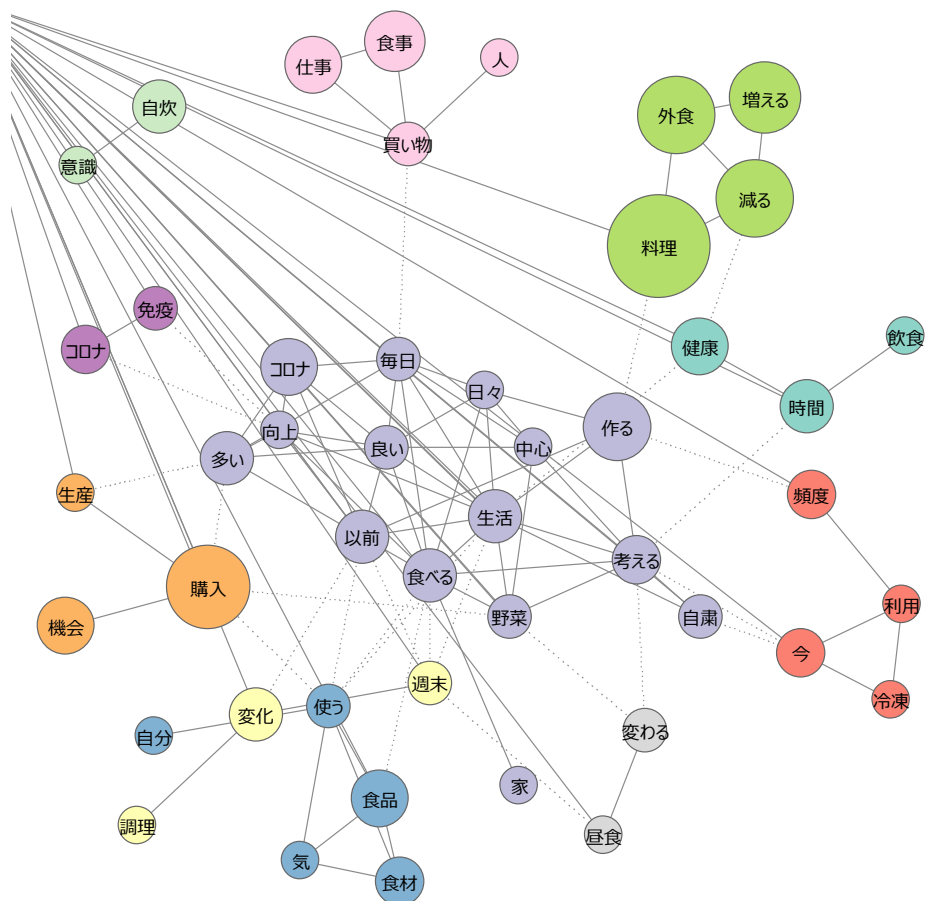 食事
仕事
人
増える
自炊
外食
買い物
意識
減る
料理
免疫
飲食
健康
コロナ
毎日
コロナ
日々
時間
作る
向上
良い
中心
多い
生産
頻度
生活
以前
考える
食べる
購入
利用
野菜
自粛
機会
今
週末
冷凍
使う
変化
変わる
自分
家
食品
調理
昼食
気
食材